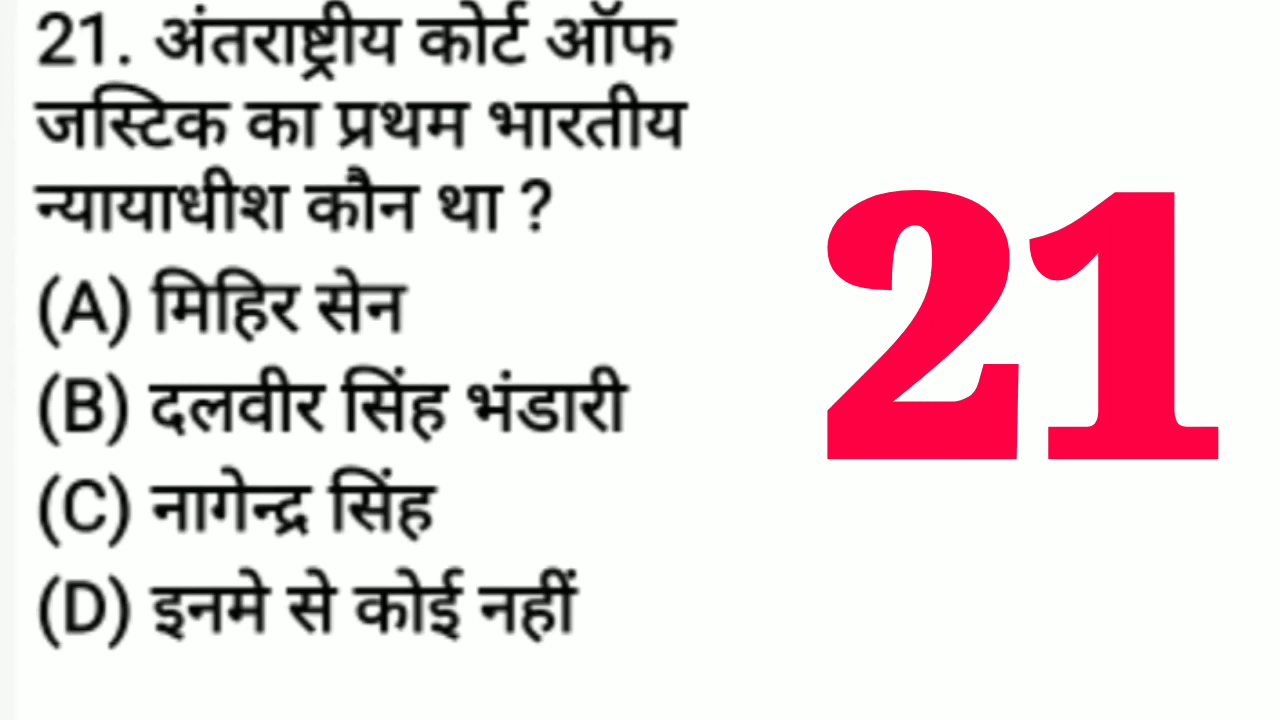 21. अंतराष्ट्रीय कोर्ट ऑफ
जस्टिक का प्रथम भारतीय
न्यायाधीश कौन था ?
(A) मिहिर सेन
(B) दलवीर सिंह भंडारी
(C) नागेन्द्र सिंह
(D) इनमे से कोई नहीं
21